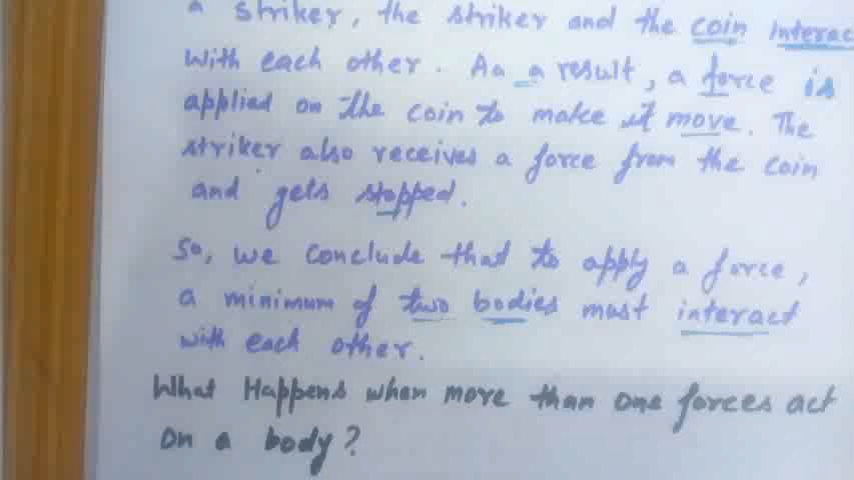 a striker, the striker and the coin interac
with each other. As a result, a force is
applied on the coin to make it move. The
striker also receives a force from the coin
and gets stopped.
So, we conclude that to apply a force,
a minimum of two bodies must interact
with each other.
What Happens when more than one forces act
on a body?